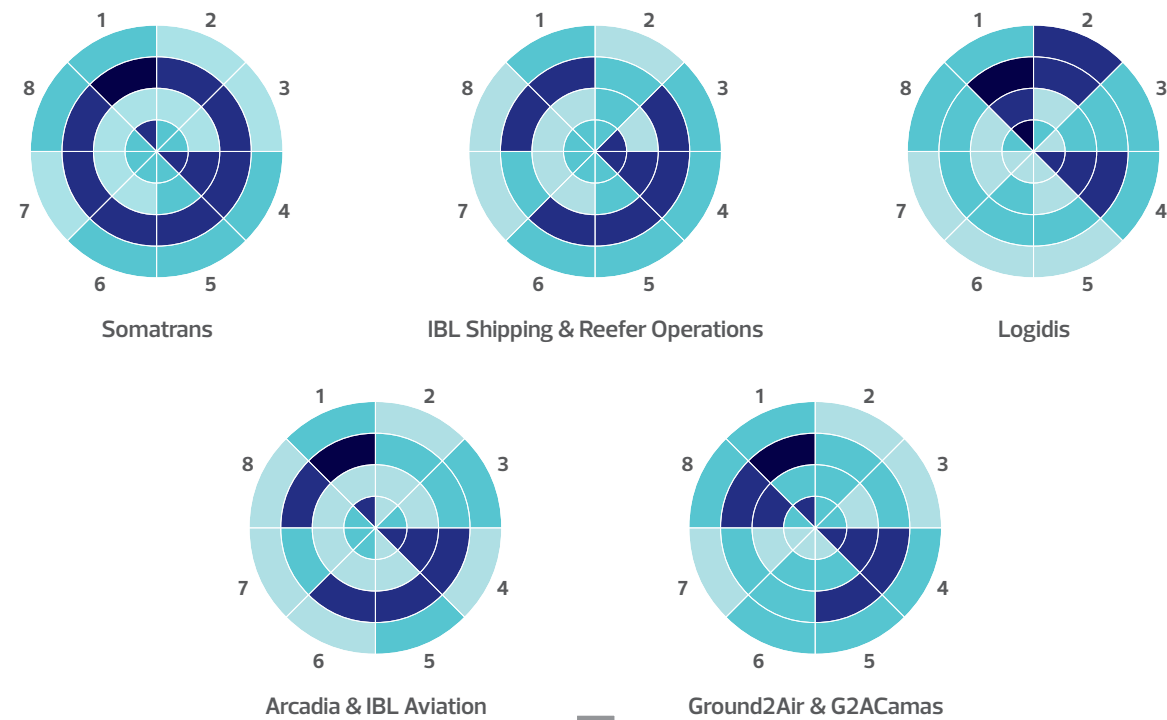 1 2 1 2 1 2
8 3 8 3 8 3
7 4 7 4 7 4
6 5 6 5 6 5
Somatrans IBL Shipping & Reefer Operations Logidis
1 2 1 2
8 3 8 3
7 4 7 4
6 5 6 5
Arcadia & IBL Aviation Ground2Air & G2ACamas